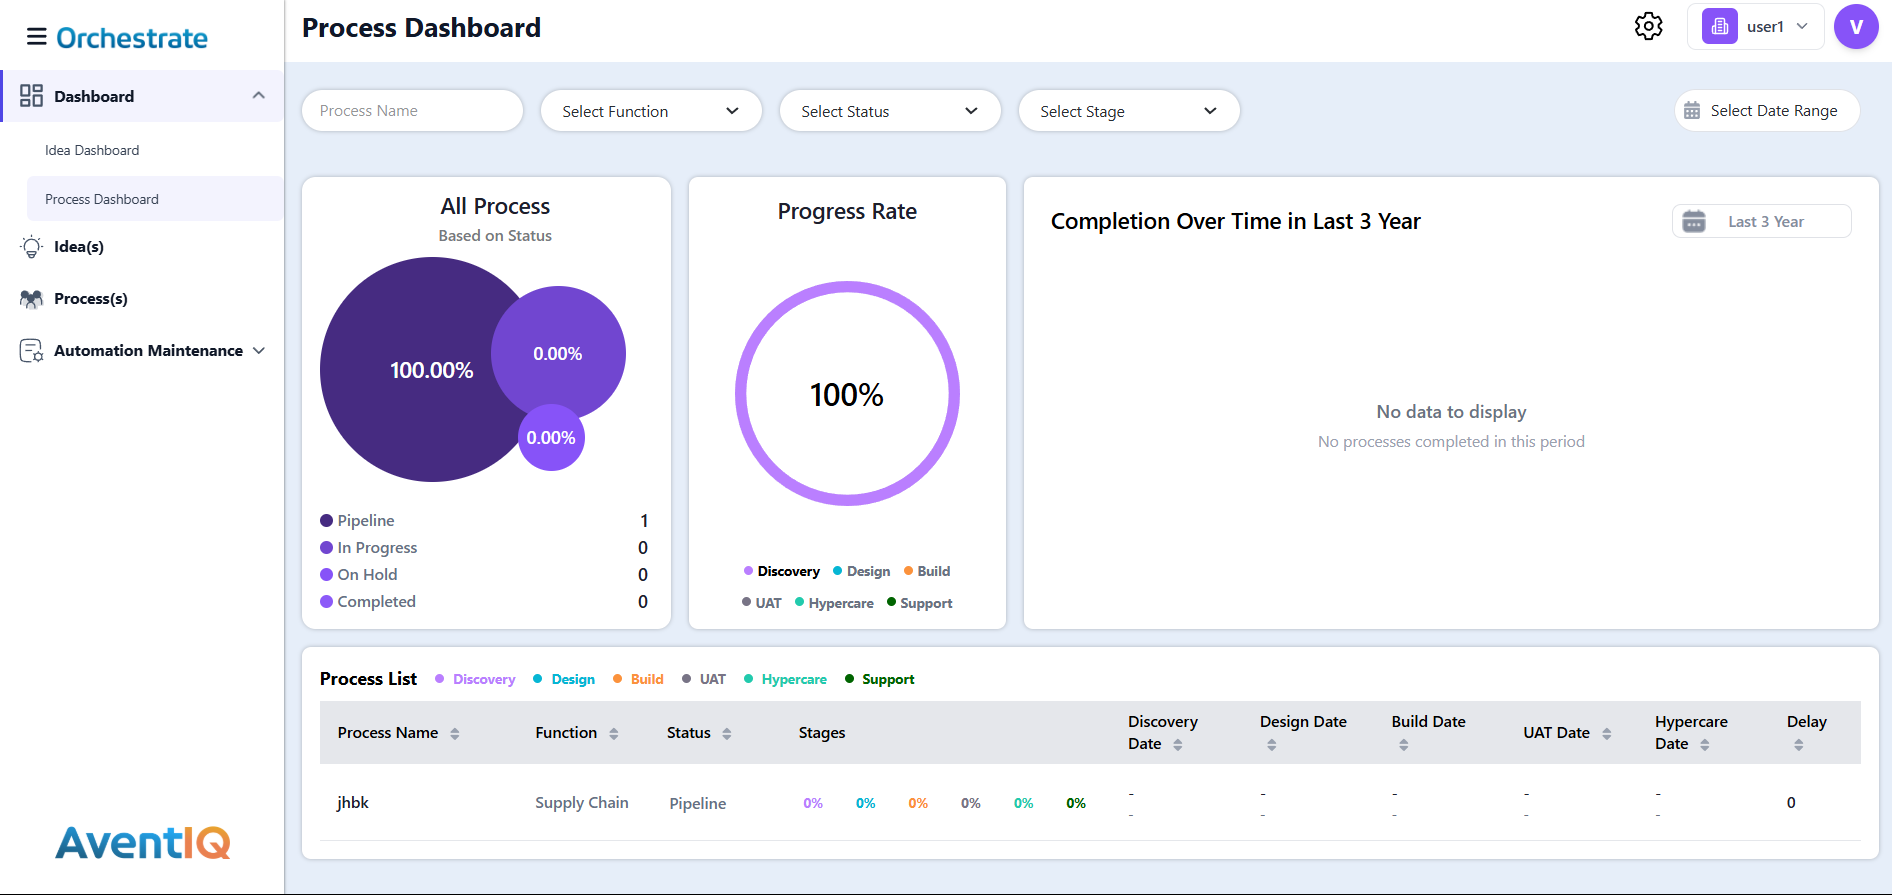 Orchestrate
Process Dashboard
user1
V
Dashboard
Idea Dashboard
Process Dashboard
Idea(s)
Process(s)
Automation Maintenance
AventIQ
Process Name
Select Function
Select Status
Select Stage
Select Date Range
All Process
Based on Status
100.00%
0.00%
0.00%
Pipeline 1
In Progress 0
On Hold 0
Completed 0
Progress Rate
100%
Discovery Design Build
UAT Hypercare Support
Completion Over Time in Last 3 Year
Last 3 Year
No data to display
No processes completed in this period
Process List Discovery Design Build UAT Hypercare Support
Process Name Function Status Stages Discovery Date Design Date Build Date UAT Date Hypercare Date Delay
jhbk Supply Chain Pipeline 0% 0% 0% 0% 0% 0% - - - - - 0
- - - - -